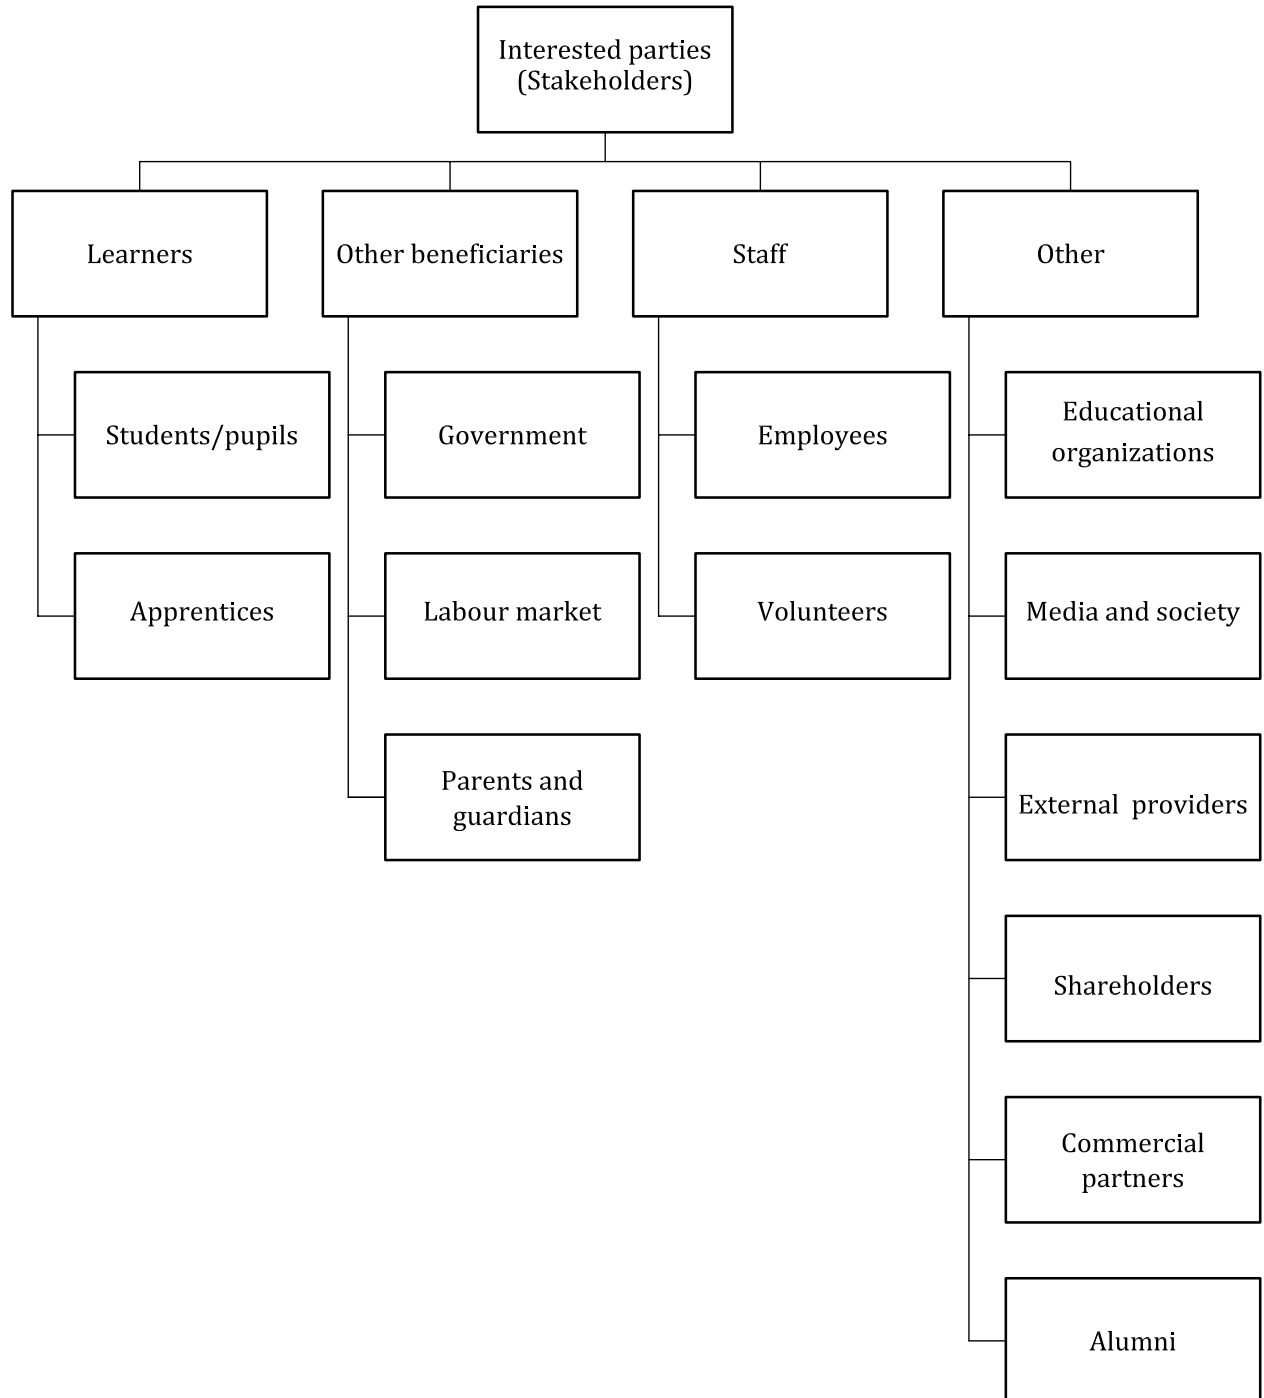 Interested parties
(Stakeholders)
Learners
Other beneficiaries
Staff
Other
Students/pupils
Government
Employees
Educational
organizations
Apprentices
Labour market
Volunteers
Media and society
Parents and
guardians
External providers
Shareholders
Commercial
partners
Alumni